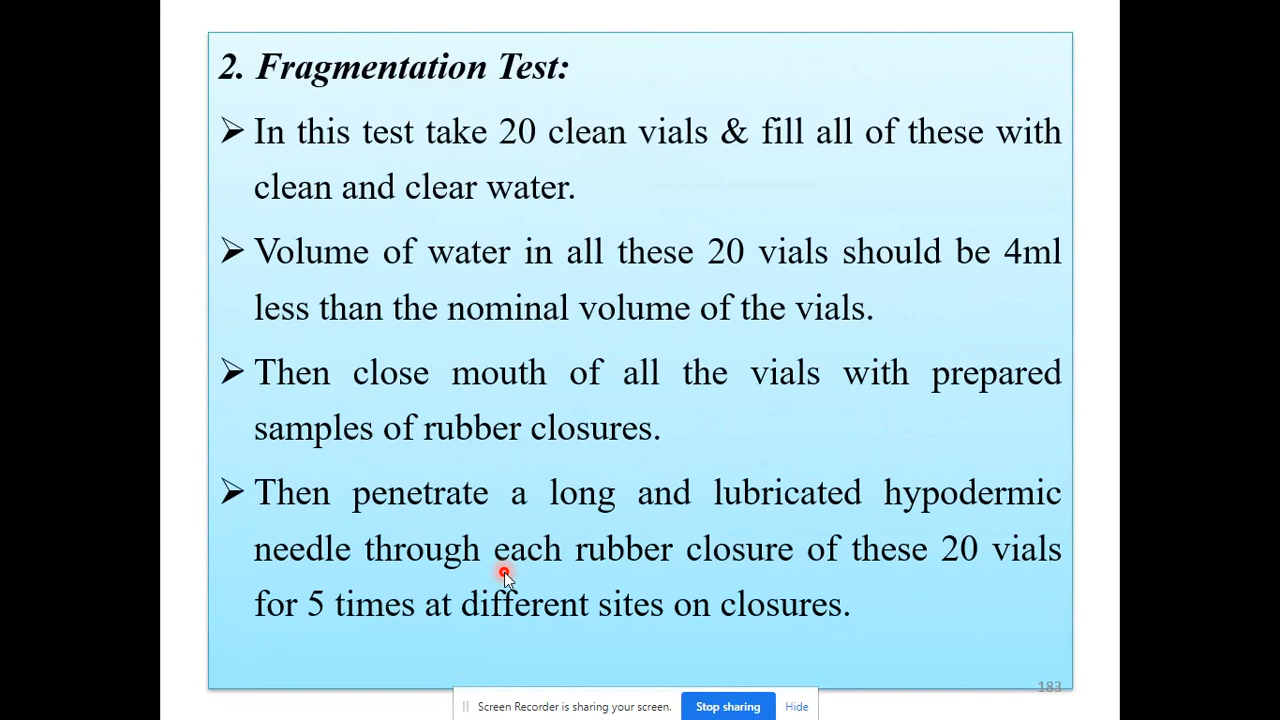 2. Fragmentation Test:
➢ In this test take 20 clean vials & fill all of these with
clean and clear water.
➢ Volume of water in all these 20 vials should be 4ml
less than the nominal volume of the vials.
➢ Then close mouth of all the vials with prepared
samples of rubber closures.
➢ Then penetrate a long and lubricated hypodermic
needle through each rubber closure of these 20 vials
for 5 times at different sites on closures.
183
Screen Recorder is sharing your screen. Stop sharing Hide